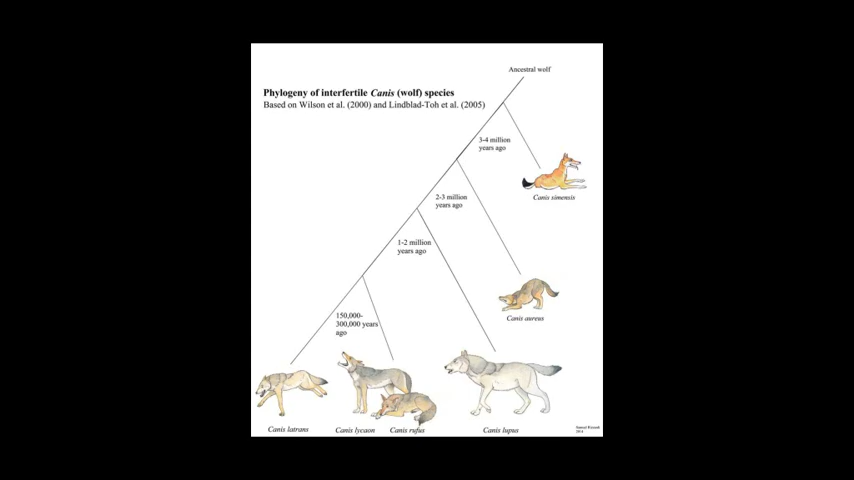 Ancestral wolf
Phylogeny of interfertile Canis (wolf) species
Based on Wilson et al. (2000) and Lindblad-Toh et al. (2005)
3-4 million
years ago
Canis simensis
2-3 million
years ago
1-2 million
years ago
Canis aureus
150,000-
300,000 years
ago
Canis latrans
Canis lycaon
Canis rufus
Canis lupus